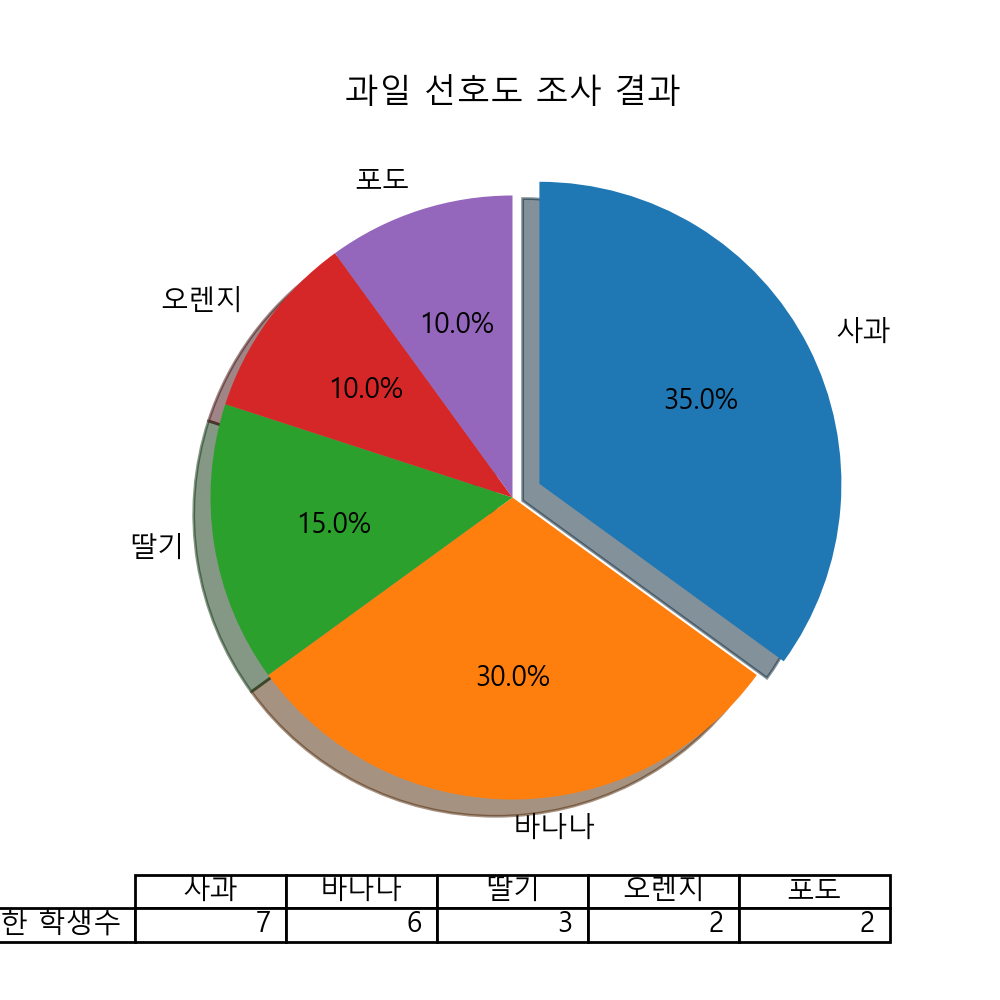 과일 선호도 조사 결과
포도
오렌지
사과
10.0%
10.0%
35.0%
15.0%
딸기
30.0%
바나나
사과 바나나 딸기 오렌지 포도
한 학생수 7 6 3 2 2